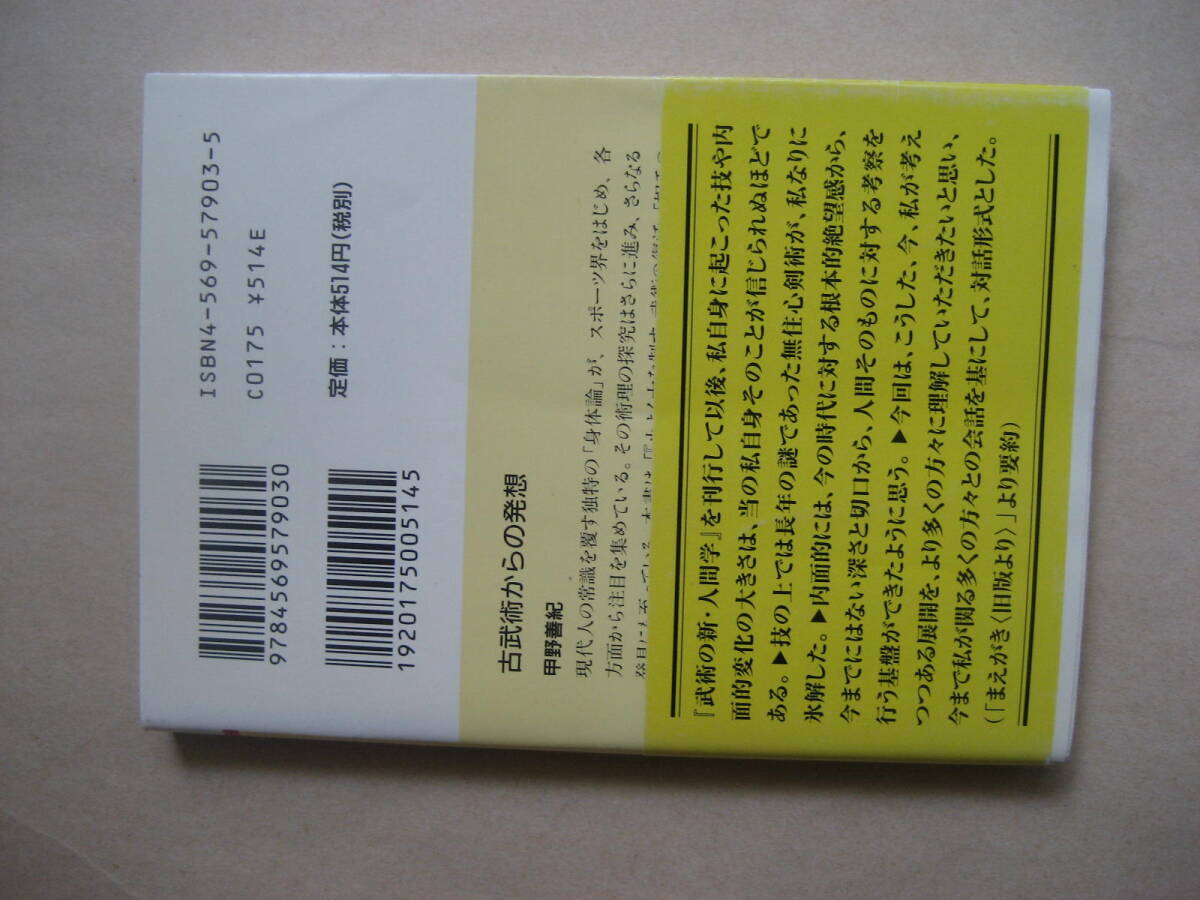 9784569579030
ISBN4-569-57903-5
1920175005145
C0175 ¥514E
定価：本体514円(税別)
古武術からの発想
甲野善紀
現代人の常識を覆す独特の「身体論」が、スポーツ界をはじめ、各
方面から注目を集めている。その術理の探究はさらに進み、さらなる
『武術の新・人間学』を刊行して以後、私自身に起こった技や内
面的変化の大きさは、当の私自身そのことが信じられぬほどで
ある。▶技の上では長年の謎であった無住心剣術が、私なりに
氷解した。▶内面的には、今の時代に対する根本的絶望感から、
今までにはない深さと切口から、人間そのものに対する考察を
行う基盤ができたように思う。▶今回は、こうした、今、私が考え
つつある展開を、より多くの方々に理解していただきたいと思い、
今まで私が関る多くの方々との会話を基にして、対話形式とした。
(「まえがき〈旧版より〉」より要約)